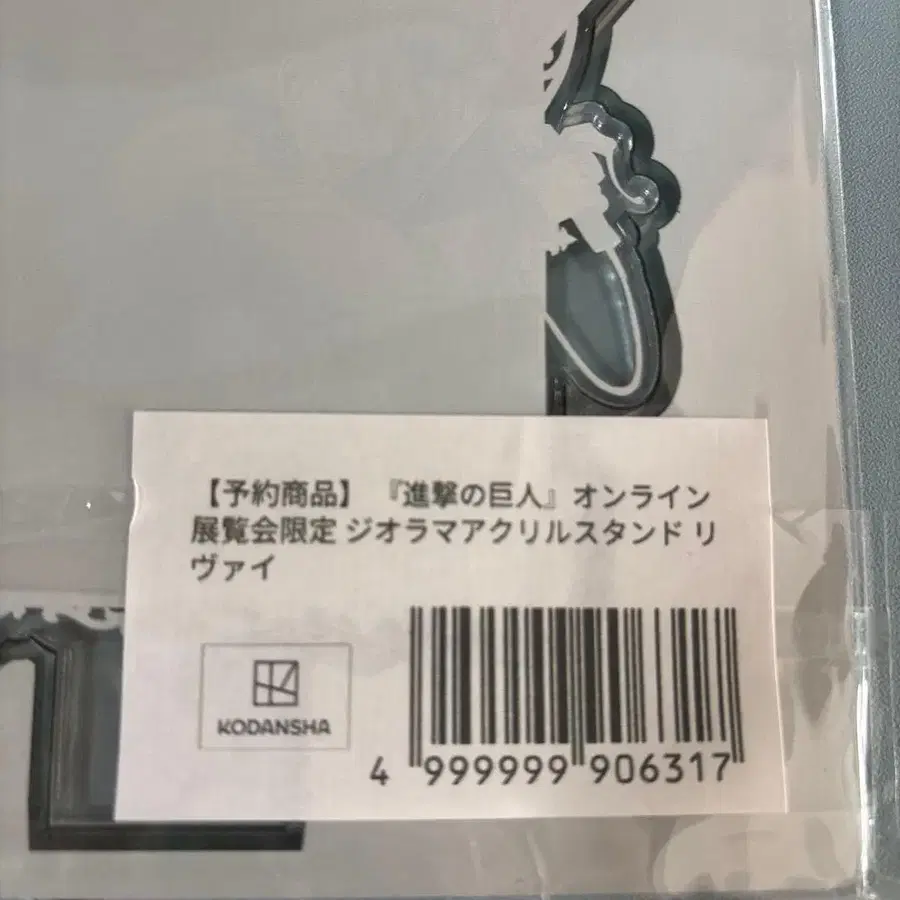 【予約商品】 『進撃の巨人』オンライン
展覧会限定 ジオラマアクリルスタンド リ
ヴァイ
KODANSHA
4 999999 906317